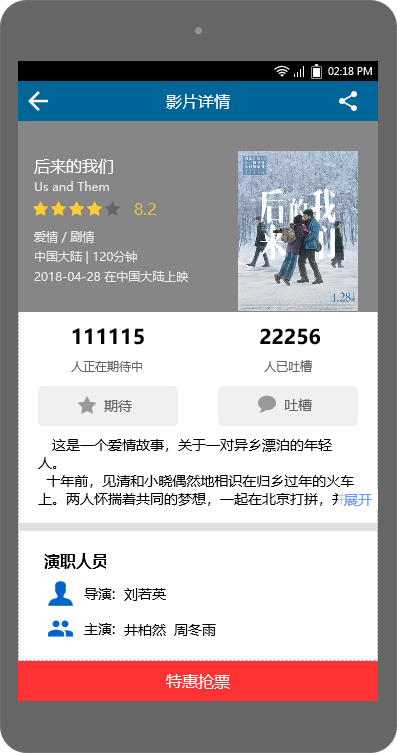 02:18 PM
影片详情
后来的我们
Us and Them
8.2
爱情 / 剧情
中国大陆 | 120分钟
2018-04-28 在中国大陆上映
后来的我们
1.28
111115
22256
人正在期待中
人已吐槽
期待
吐槽
这是一个爱情故事，关于一对异乡漂泊的年轻
人。
十年前，见清和小晓偶然地相识在归乡过年的火车
上。两人怀揣着共同的梦想，一起在北京打拼，并展开
演职人员
导演: 刘若英
主演: 井柏然 周冬雨
特惠抢票